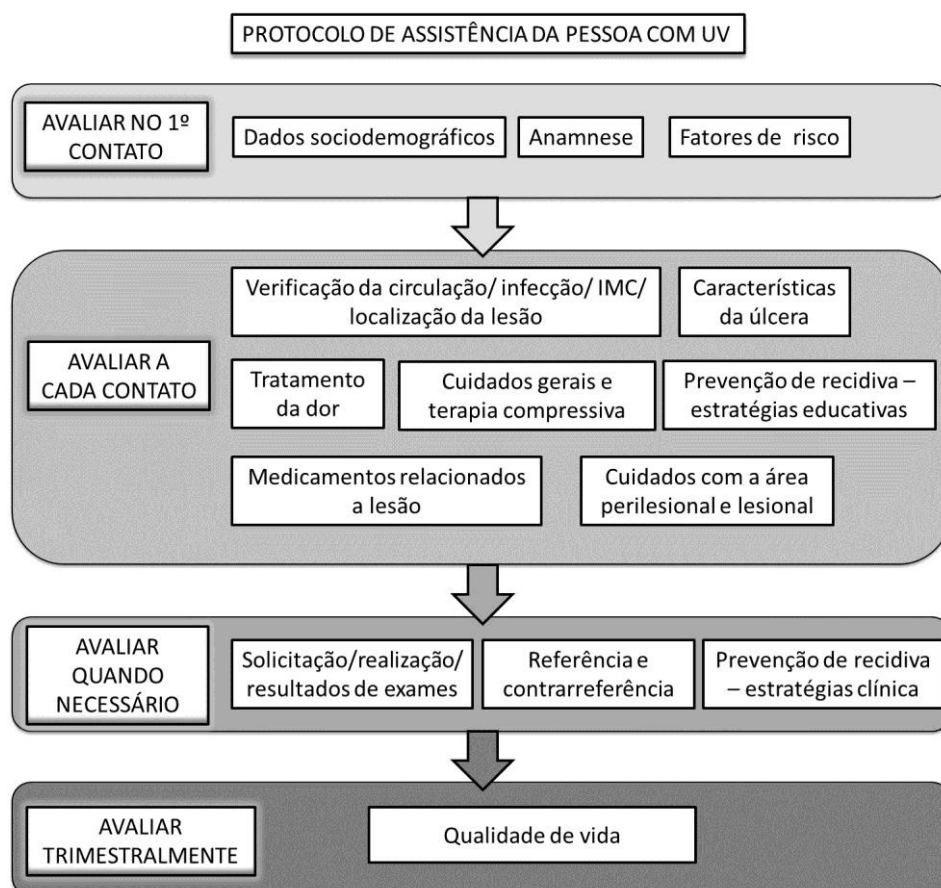 PROTOCOLO DE ASSISTÊNCIA DA PESSOA COM UV
AVALIAR NO 1º
CONTATO
Dados sociodemográficos
Anamnese
Fatores de risco
AVALIAR A
CADA CONTATO
Verificação da circulação/ infecção/ IMC/
localização da lesão
Características
da úlcera
Tratamento
da dor
Cuidados gerais e
terapia compressiva
Prevenção de recidiva –
estratégias educativas
Medicamentos relacionados
a lesão
Cuidados com a área
perilesional e lesional
AVALIAR
QUANDO
NECESSÁRIO
Solicitação/realização/
resultados de exames
Referência e
contrarreferência
Prevenção de recidiva
– estratégias clínica
AVALIAR
TRIMESTRALMENTE
Qualidade de vida